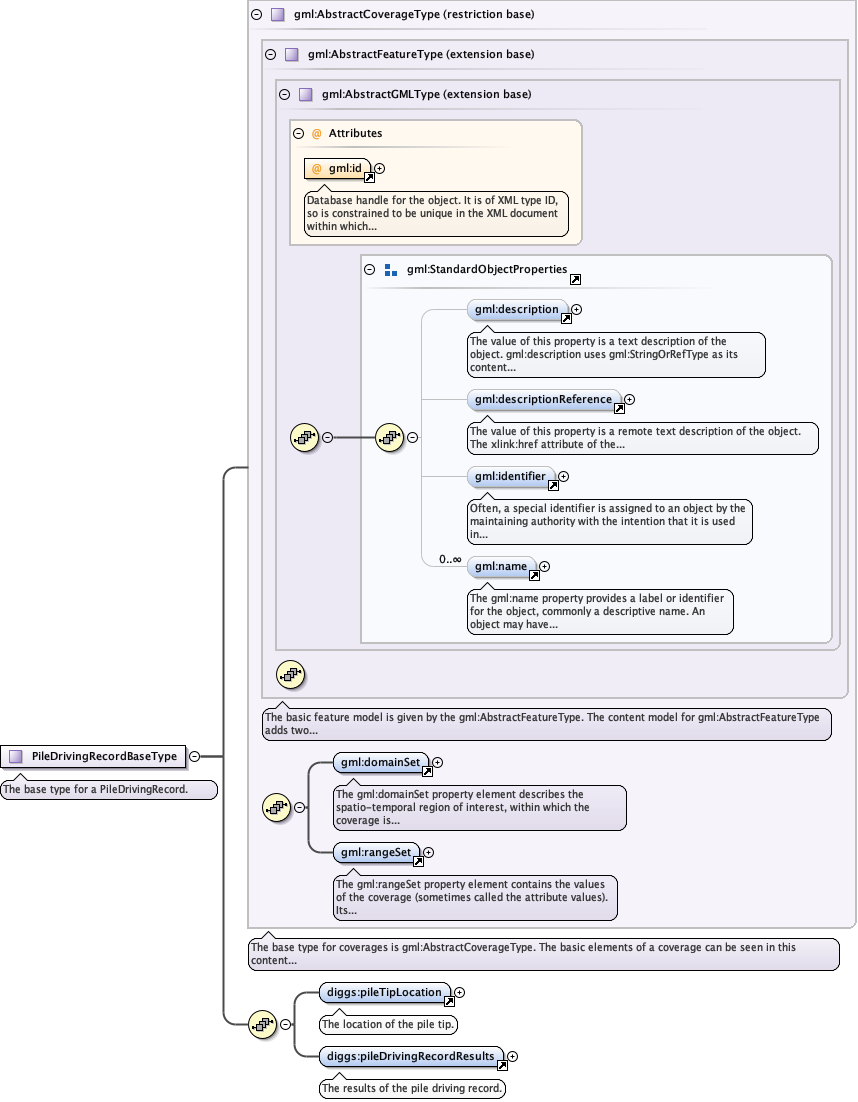 gml:AbstractCoverageType (restriction base)
gml:AbstractFeatureType (extension base)
gml:AbstractGMLType (extension base)
@ Attributes
@ gml:id
Database handle for the object. It is of XML type ID,
so is constrained to be unique in the XML document
within which...
gml:StandardObjectProperties
gml:description
The value of this property is a text description of the
object. gml:description uses gml:StringOrRefType as its
content...
gml:descriptionReference
The value of this property is a remote text description of the object.
The xlink:href attribute of the...
gml:identifier
Often, a special identifier is assigned to an object by the
maintaining authority with the intention that it is used
in...
0..∞
gml:name
The gml:name property provides a label or identifier
for the object, commonly a descriptive name. An
object may have...
The basic feature model is given by the gml:AbstractFeatureType. The content model for gml:AbstractFeatureType
adds two...
PileDrivingRecordBaseType
The base type for a PileDrivingRecord.
gml:domainSet
The gml:domainSet property element describes the
spatio-temporal region of interest, within which the
coverage is...
gml:rangeSet
The gml:rangeSet property element contains the values
of the coverage (sometimes called the attribute values).
Its...
The base type for coverages is gml:AbstractCoverageType. The basic elements of a coverage can be seen in this
content...
diggs:pileTipLocation
The location of the pile tip.
diggs:pileDrivingRecordResults
The results of the pile driving record.